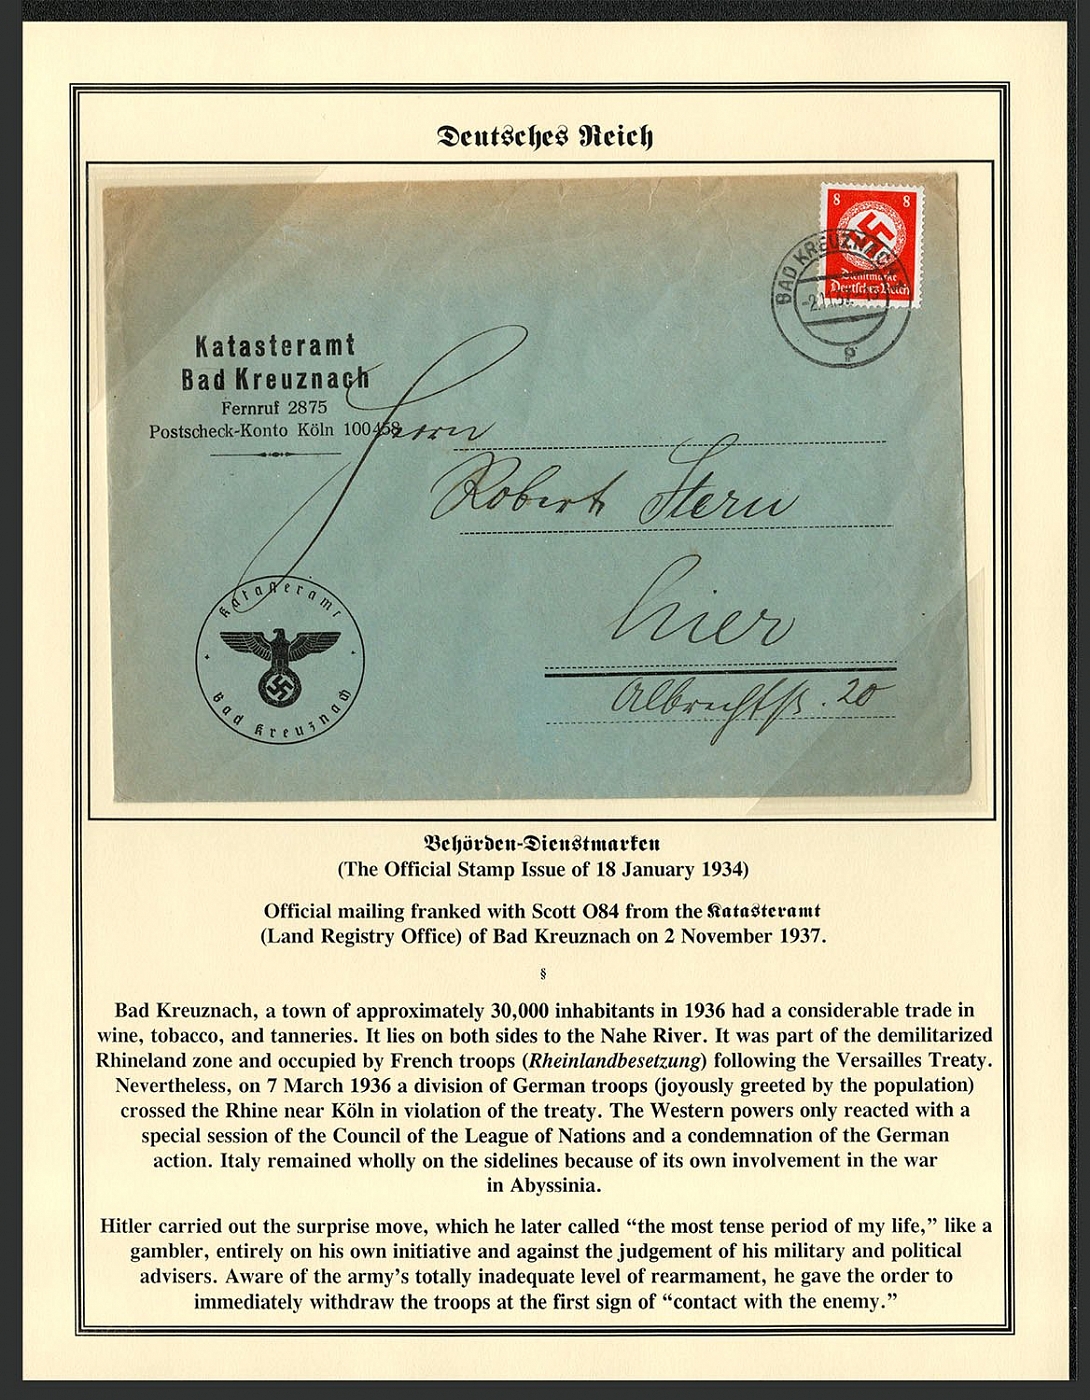 Deutsches Reich
8 8
Dienstmarke
Deutsches Reich
BAD KREUZNACH
p
Katasteramt
Bad Kreuznach
Fernruf 2875
Postscheck-Konto Köln 100458
Herrn
Robert Stern
hier
Albrechtstr. 20
Katasteramt
Bad Kreuznach
Behörden-Dienstmarken
(The Official Stamp Issue of 18 January 1934)
Official mailing franked with Scott O84 from the Katasteramt
(Land Registry Office) of Bad Kreuznach on 2 November 1937.
§
Bad Kreuznach, a town of approximately 30,000 inhabitants in 1936 had a considerable trade in
wine, tobacco, and tanneries. It lies on both sides to the Nahe River. It was part of the demilitarized
Rhineland zone and occupied by French troops (Rheinlandbesetzung) following the Versailles Treaty.
Nevertheless, on 7 March 1936 a division of German troops (joyously greeted by the population)
crossed the Rhine near Köln in violation of the treaty. The Western powers only reacted with a
special session of the Council of the League of Nations and a condemnation of the German
action. Italy remained wholly on the sidelines because of its own involvement in the war
in Abyssinia.
Hitler carried out the surprise move, which he later called “the most tense period of my life,” like a
gambler, entirely on his own initiative and against the judgement of his military and political
advisers. Aware of the army’s totally inadequate level of rearmament, he gave the order to
immediately withdraw the troops at the first sign of “contact with the enemy.”